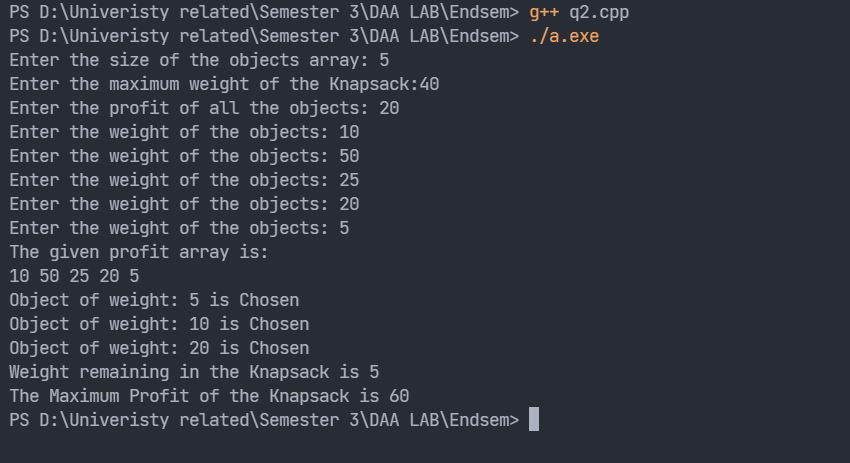 PS D:\Univeristy related\Semester 3\DAA LAB\Endsem> g++ q2.cpp
PS D:\Univeristy related\Semester 3\DAA LAB\Endsem> ./a.exe
Enter the size of the objects array: 5
Enter the maximum weight of the Knapsack:40
Enter the profit of all the objects: 20
Enter the weight of the objects: 10
Enter the weight of the objects: 50
Enter the weight of the objects: 25
Enter the weight of the objects: 20
Enter the weight of the objects: 5
The given profit array is:
10 50 25 20 5
Object of weight: 5 is Chosen
Object of weight: 10 is Chosen
Object of weight: 20 is Chosen
Weight remaining in the Knapsack is 5
The Maximum Profit of the Knapsack is 60
PS D:\Univeristy related\Semester 3\DAA LAB\Endsem>